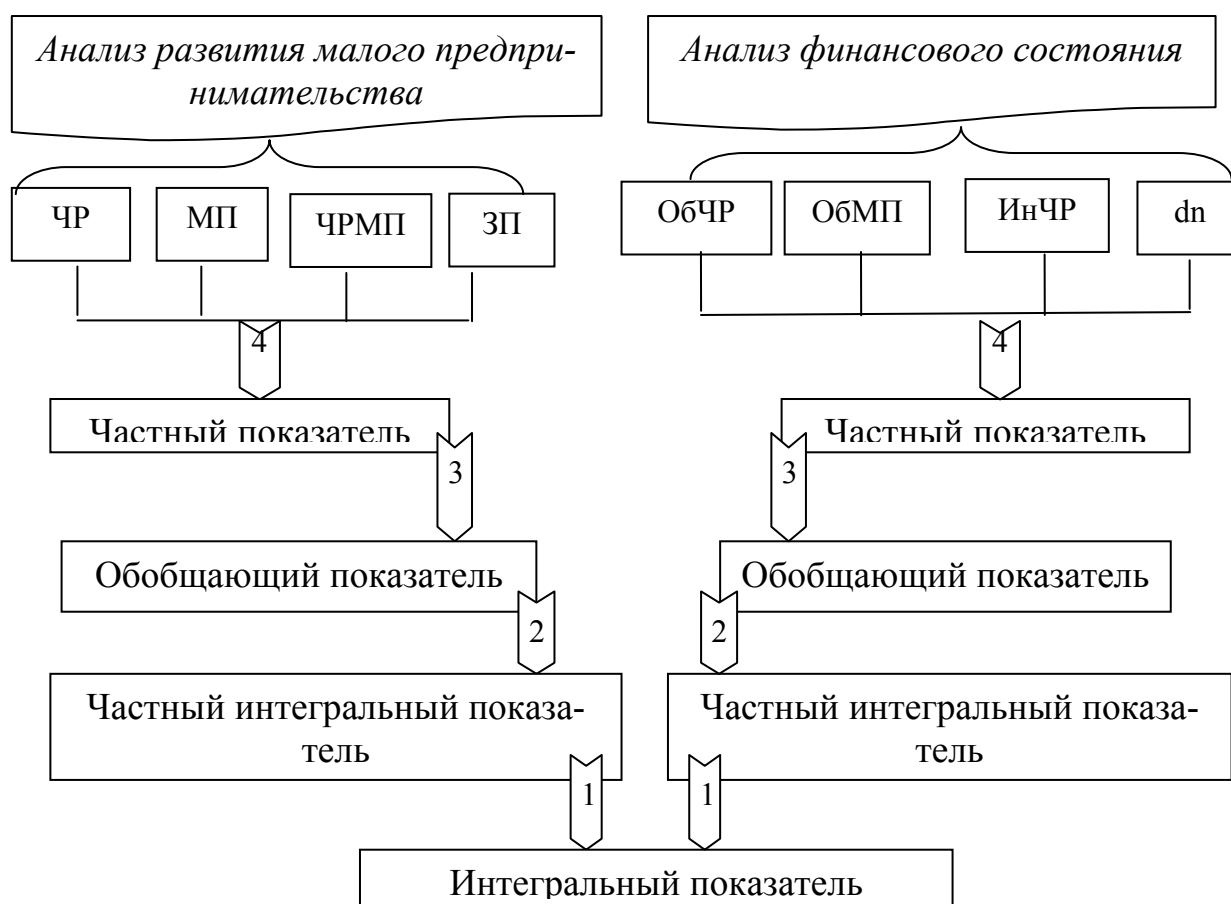 Анализ развития малого предпри-
нимательства
Анализ финансового состояния
ЧР
МП
ЧРМП
ЗП
ОбЧР
ОбМП
ИнЧР
dn
4
4
Частный показатель
Частный показатель
3
3
Обобщающий показатель
Обобщающий показатель
2
2
Частный интегральный показа-
тель
Частный интегральный показа-
тель
1
1
Интегральный показатель